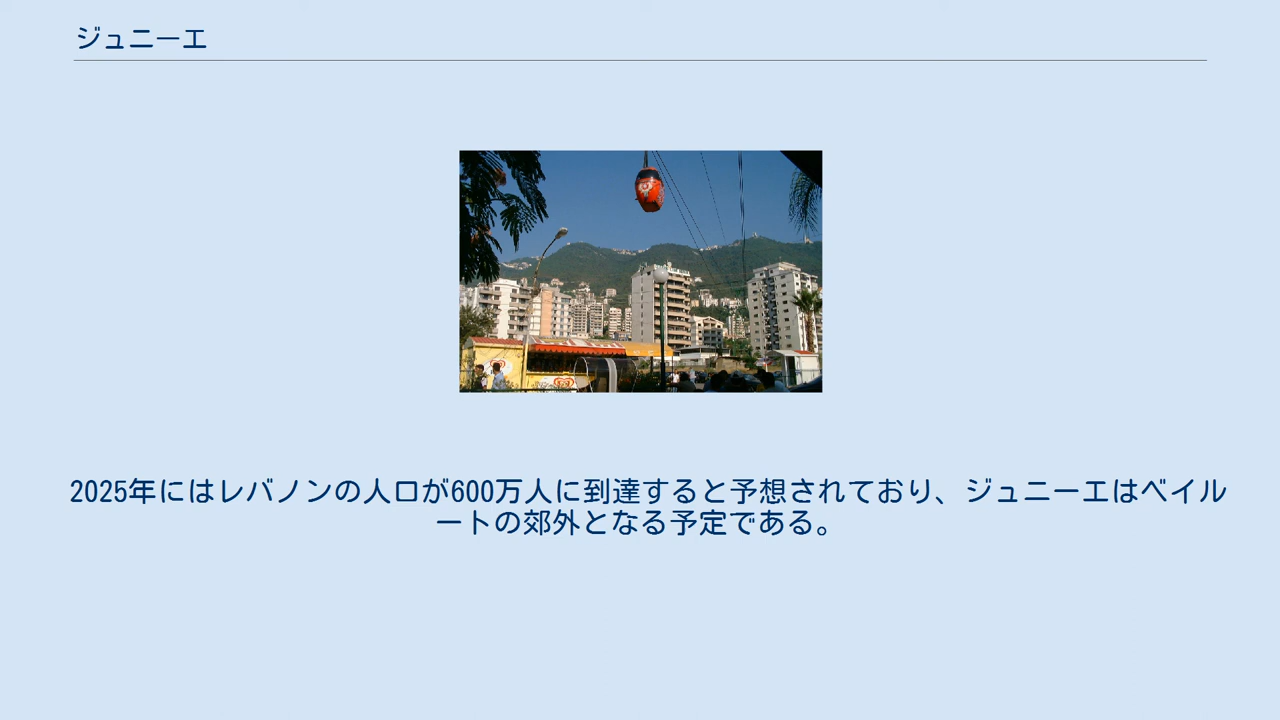 ジュニーエ
2025年にはレバノンの人口が600万人に到達すると予想されており、ジュニーエはベイル
ートの郊外となる予定である。